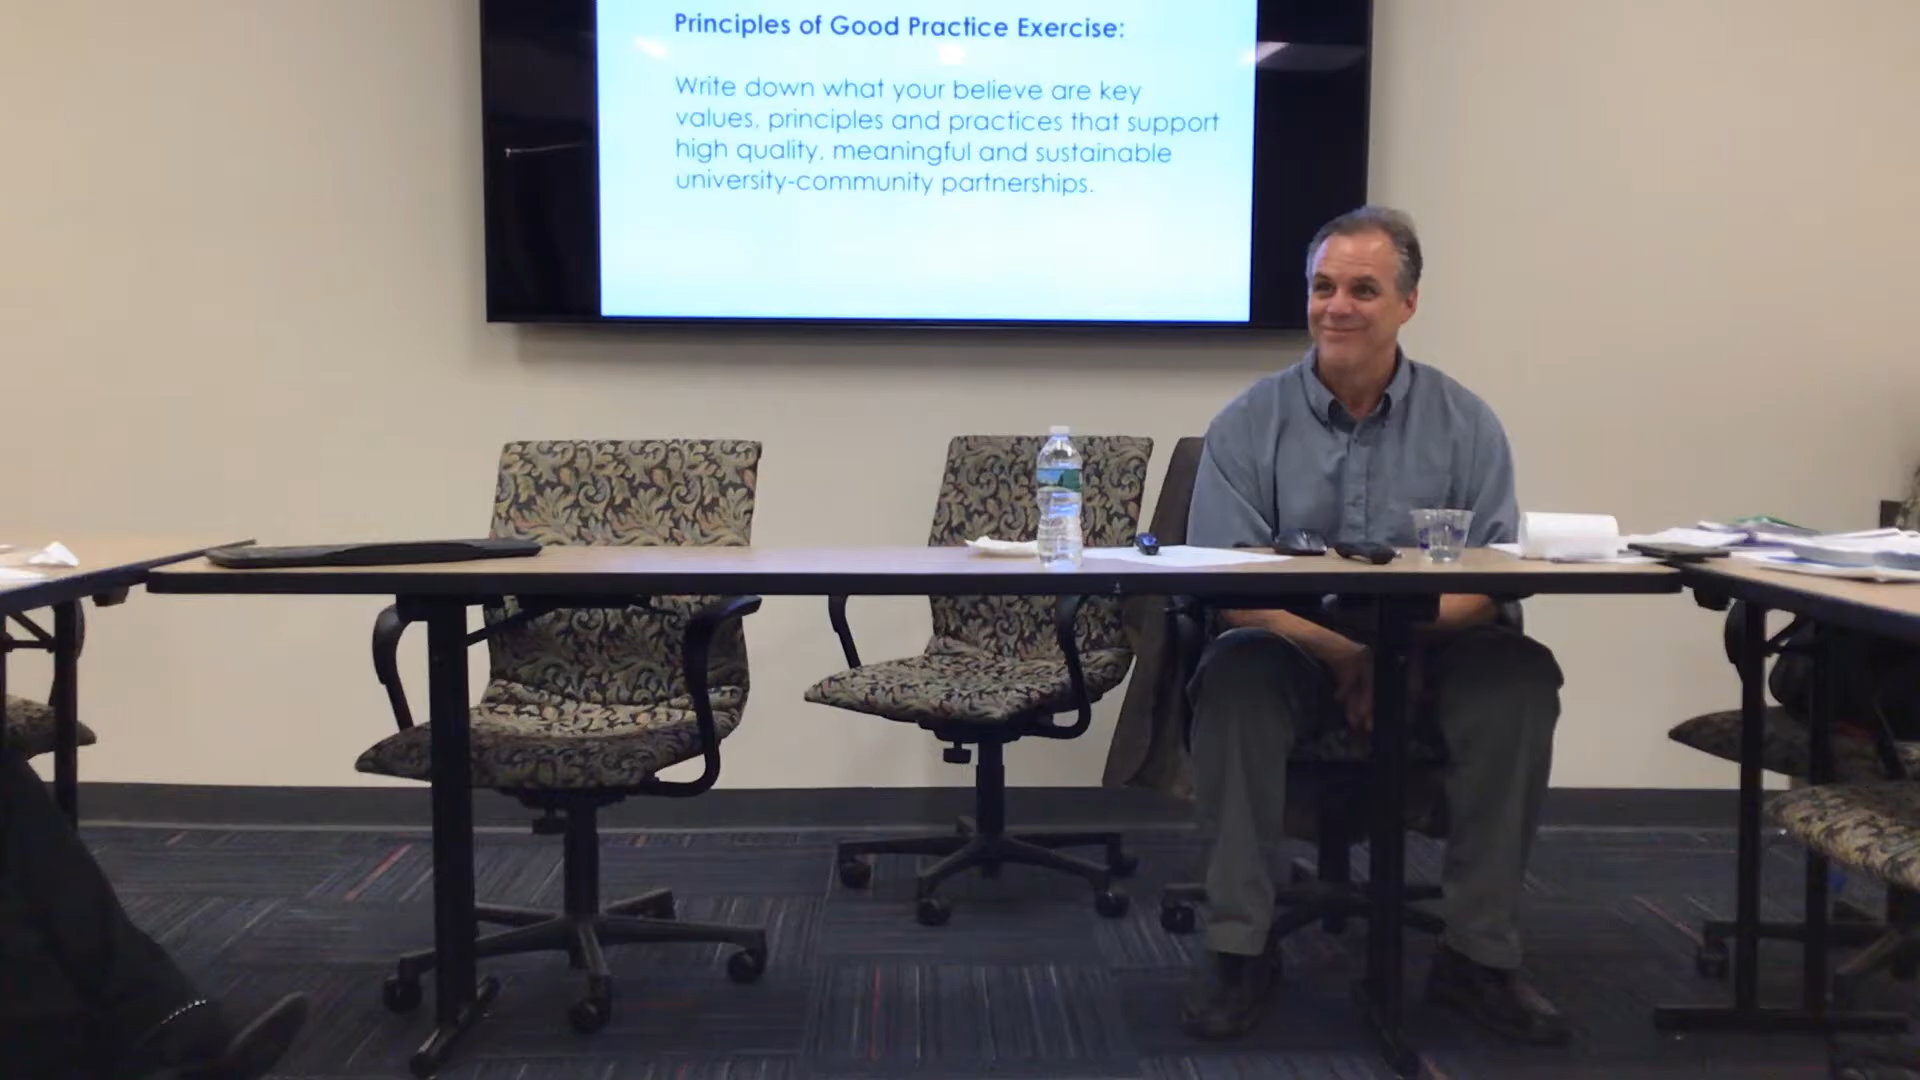 Principles of Good Practice Exercise:
Write down what your believe are key
values, principles and practices that support
high quality, meaningful and sustainable
university-community partnerships.